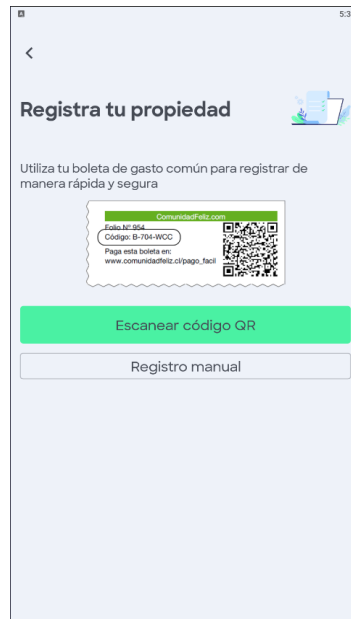 5:3
Registra tu propiedad
Utiliza tu boleta de gasto común para registrar de
manera rápida y segura
ComunidadFeliz.com
Folio Nº 954
Código: B-704-WCC
Paga esta boleta en:
www.comunidadfeliz.cl/pago_facil
Escanear código QR
Registro manual